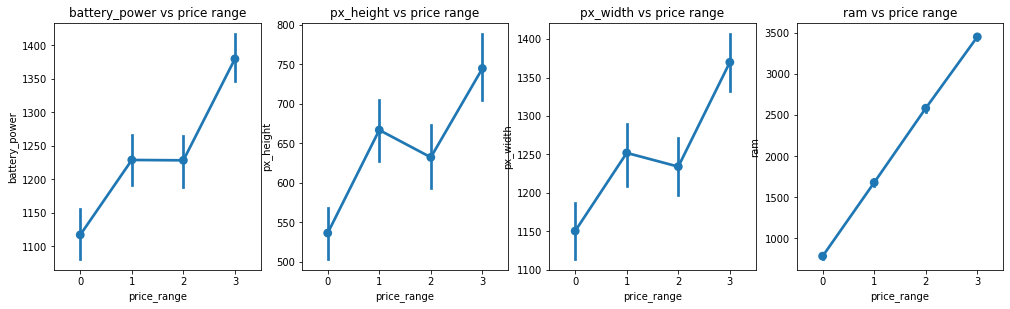 battery_power vs price range
battery_power
1400
1350
1300
1250
1200
1150
1100
0 1 2 3
price_range
px_height vs price range
px_height
800
750
700
650
600
550
500
0 1 2 3
price_range
px_width vs price range
px_width
1400
1350
1300
1250
1200
1150
1100
0 1 2 3
price_range
ram vs price range
ram
3500
3000
2500
2000
1500
1000
0 1 2 3
price_range